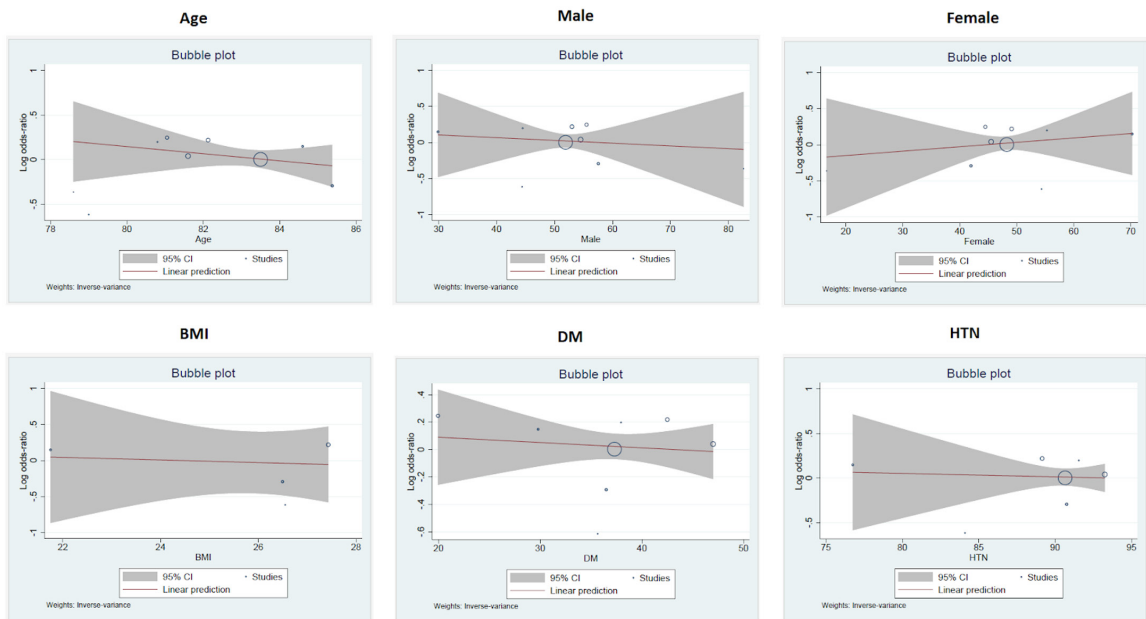 Age
Bubble plot
Log odds-ratio
1
.5
0
-.5
78 80 82 84 86
Age
95% CI Studies
Linear prediction
Weights: Inverse-variance
Male
Bubble plot
Log odds-ratio
1
.5
0
-.5
-1
30 40 50 60 70 80
Male
95% CI Studies
Linear prediction
Weights: Inverse-variance
Female
Bubble plot
Log odds-ratio
1
.5
0
-.5
-1
20 30 40 50 60 70
Female
95% CI Studies
Linear prediction
Weights: Inverse-variance
BMI
Bubble plot
Log odds-ratio
1
.5
0
-.5
-1
22 24 26 28
BMI
95% CI Studies
Linear prediction
Weights: Inverse-variance
DM
Bubble plot
Log odds-ratio
.4
.2
0
-.2
-.4
-.6
20 30 40 50
DM
95% CI Studies
Linear prediction
Weights: Inverse-variance
HTN
Bubble plot
Log odds-ratio
1
.5
0
-.5
75 80 85 90 95
HTN
95% CI Studies
Linear prediction
Weights: Inverse-variance